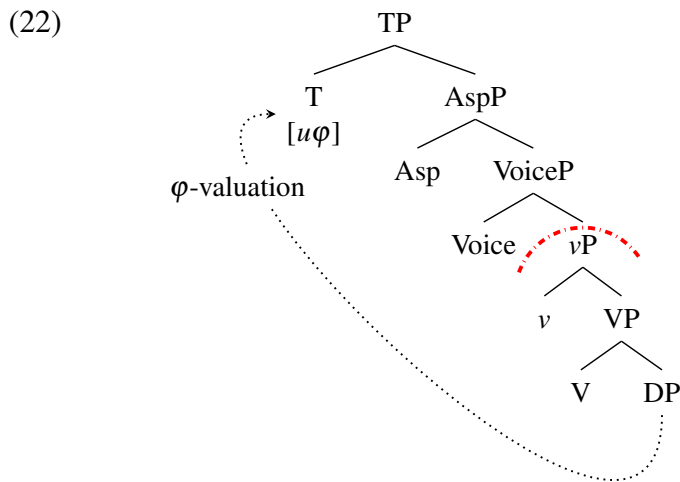 (22)
TP
T AspP
[uφ]
Asp VoiceP
φ-valuation
Voice vP
v VP
V DP